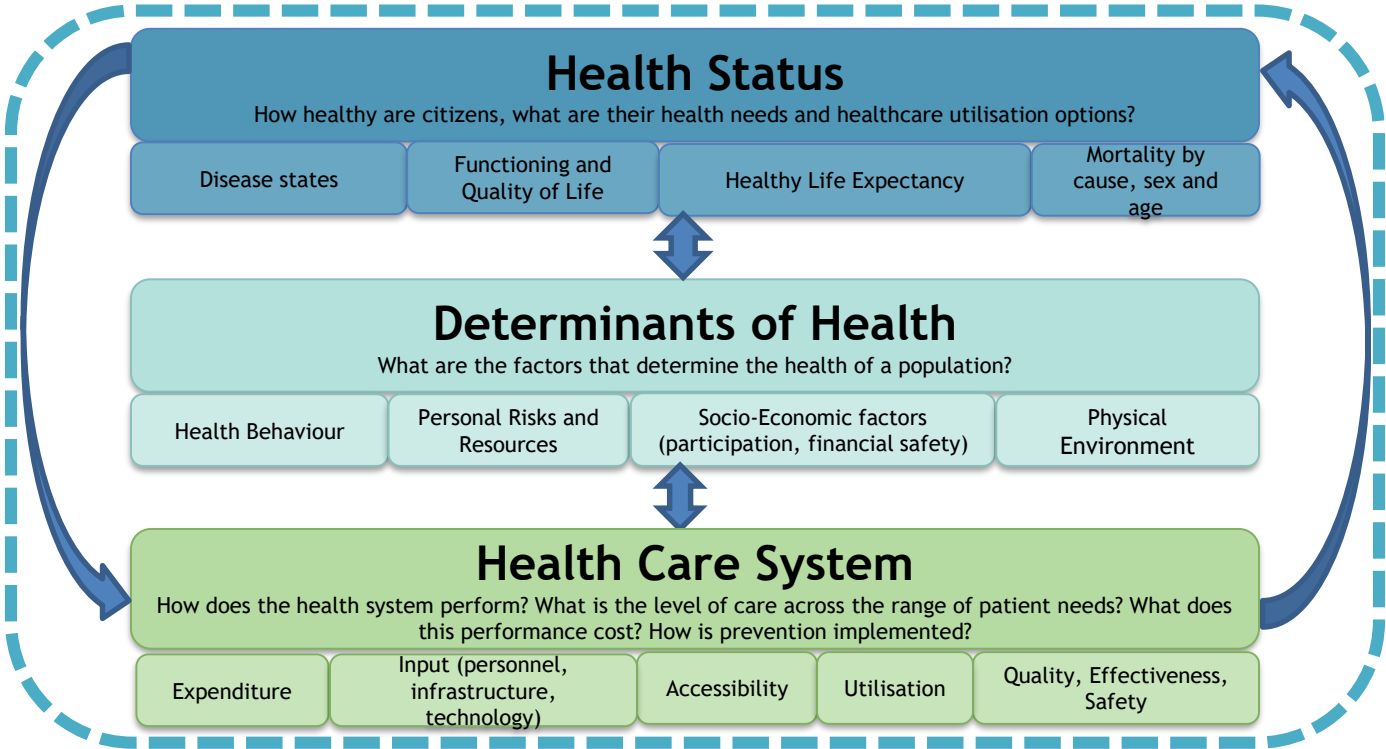 Health Status
How healthy are citizens, what are their health needs and healthcare utilisation options?
Disease states
Functioning and
Quality of Life
Healthy Life Expectancy
Mortality by
cause, sex and
age
Determinants of Health
What are the factors that determine the health of a population?
Health Behaviour
Personal Risks and
Resources
Socio-Economic factors
(participation, financial safety)
Physical
Environment
Health Care System
How does the health system perform? What is the level of care across the range of patient needs? What does
this performance cost? How is prevention implemented?
Expenditure
Input (personnel,
infrastructure,
technology)
Accessibility
Utilisation
Quality, Effectiveness,
Safety